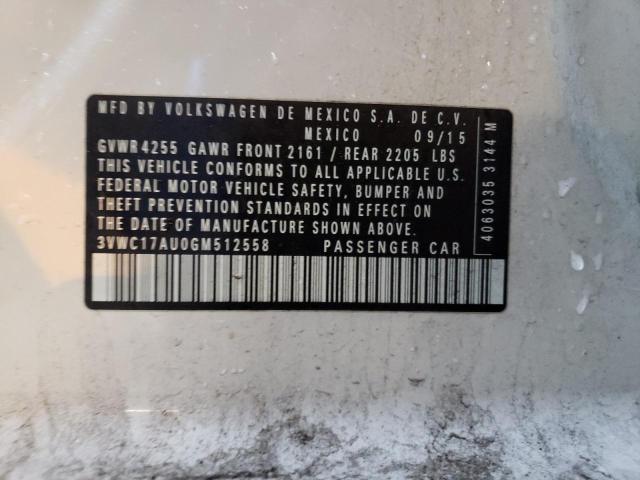 MFD BY VOLKSWAGEN DE MEXICO S.A. DE C.V.
MEXICO 09/15
GVWR 4255 GAWR FRONT 2161 / REAR 2205 LBS
THIS VEHICLE CONFORMS TO ALL APPLICABLE U.S.
FEDERAL MOTOR VEHICLE SAFETY, BUMPER AND
THEFT PREVENTION STANDARDS IN EFFECT ON
THE DATE OF MANUFACTURE SHOWN ABOVE
3VWC17AU0GM512558 PASSENGER CAR
4063035 3144 M